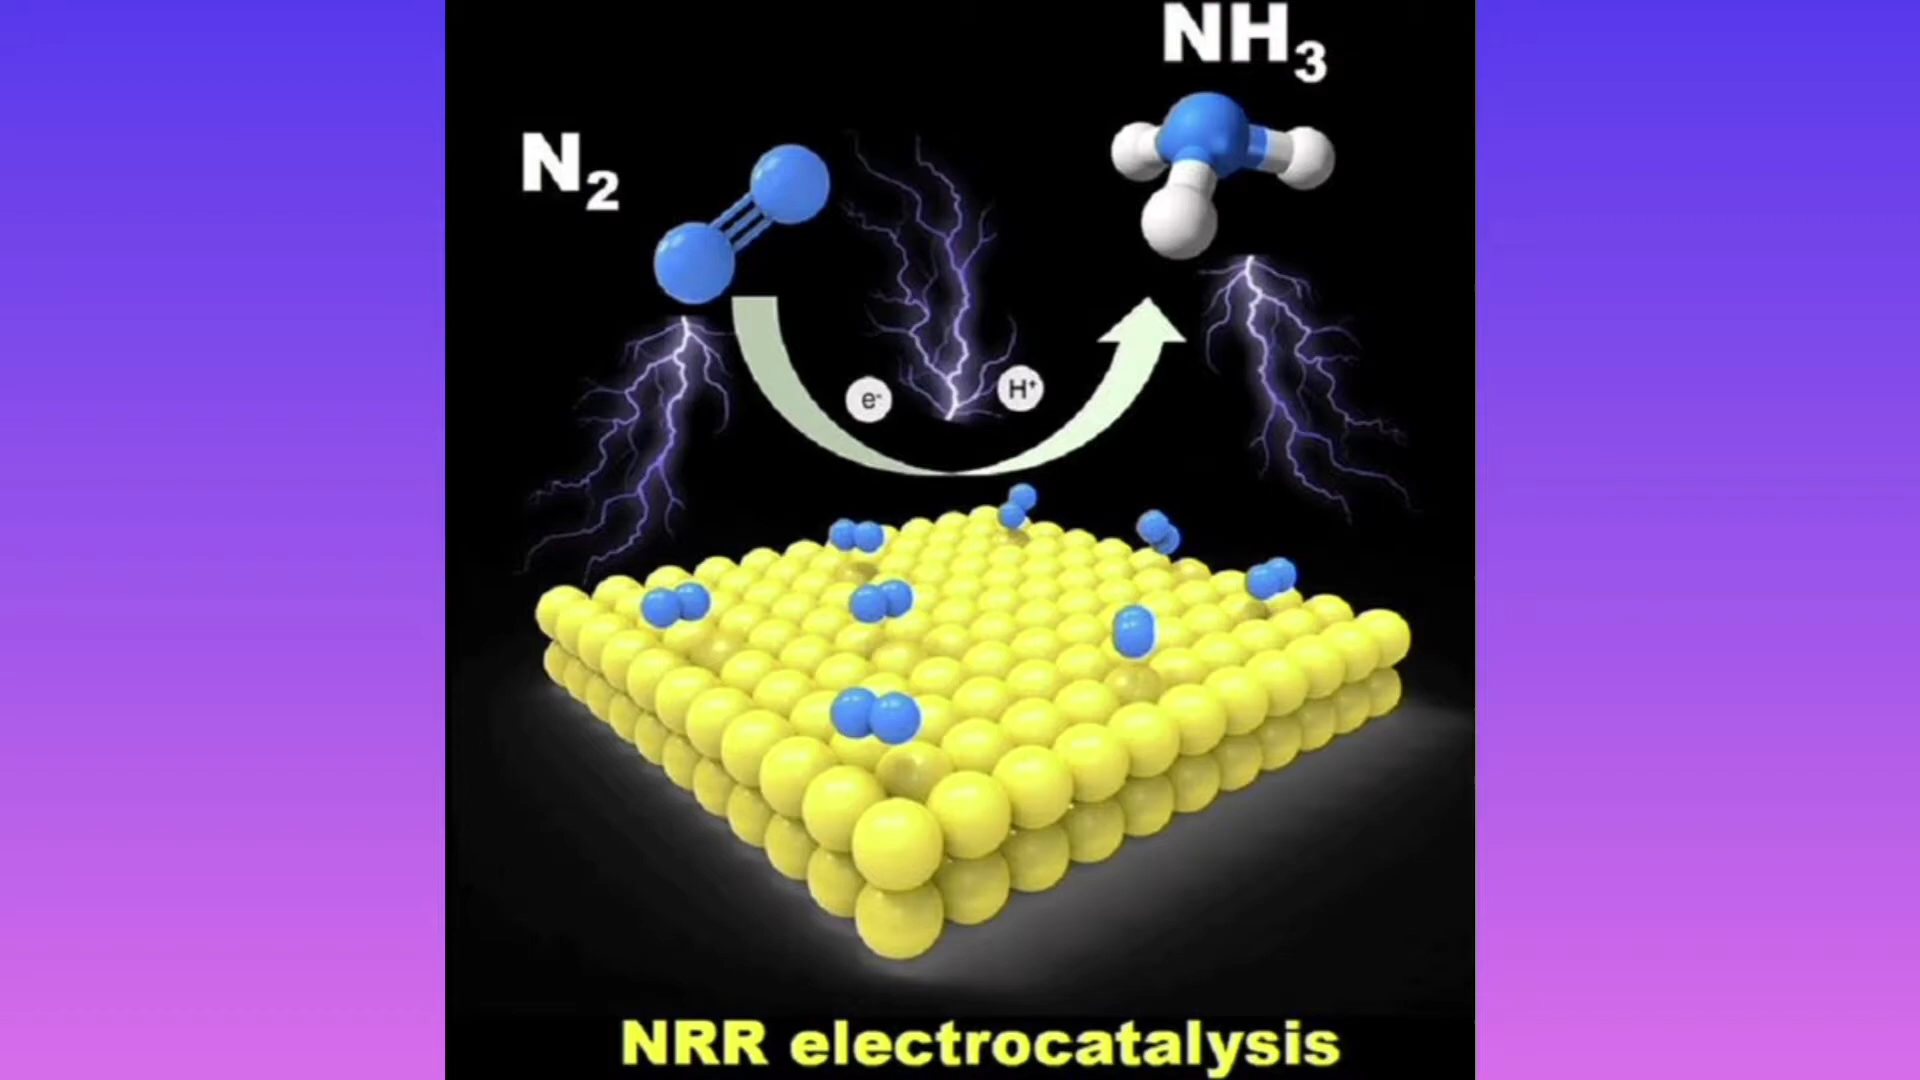 NH₃
N₂
e⁻
H⁺
NRR electrocatalysis